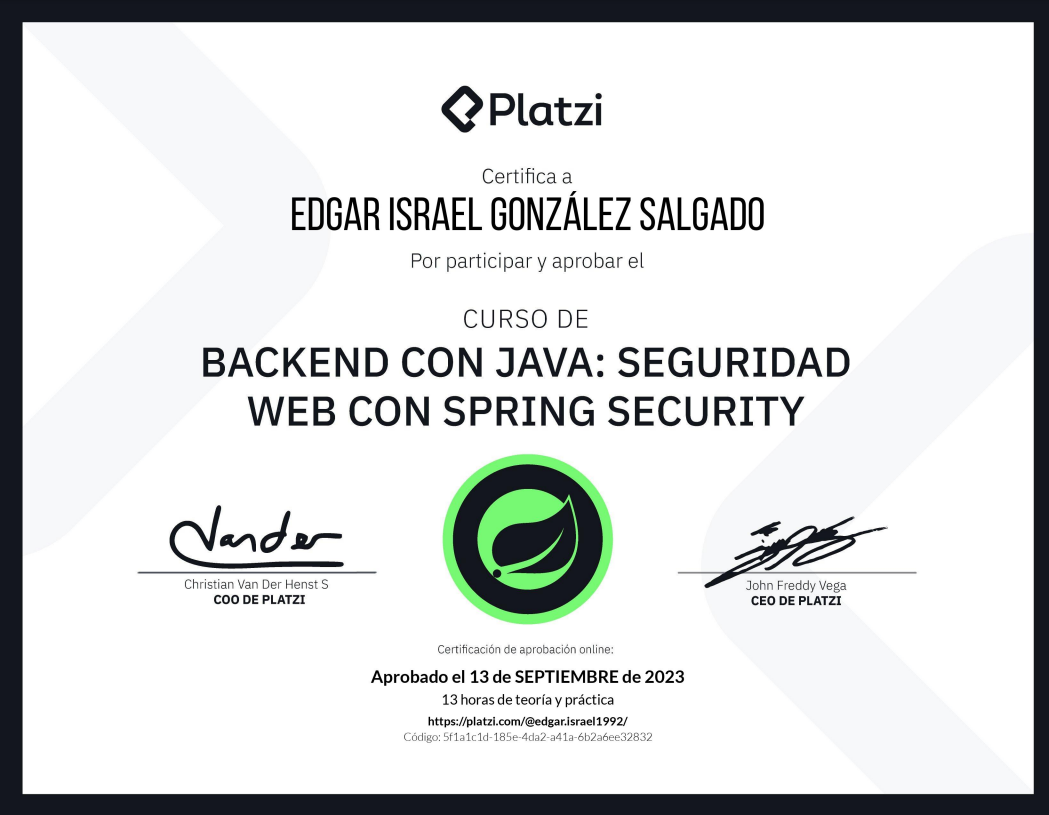 Platzi
Certifica a
EDGAR ISRAEL GONZÁLEZ SALGADO
Por participar y aprobar el
CURSO DE
BACKEND CON JAVA: SEGURIDAD
WEB CON SPRING SECURITY
Vander
Christian Van Der Henst S
COO DE PLATZI
John Freddy Vega
CEO DE PLATZI
Certificación de aprobación online:
Aprobado el 13 de SEPTIEMBRE de 2023
13 horas de teoría y práctica
https://platzi.com/@edgar.israel1992/
Código: 5f1a1c1d-185e-4da2-a41a-6b2a6ee32832